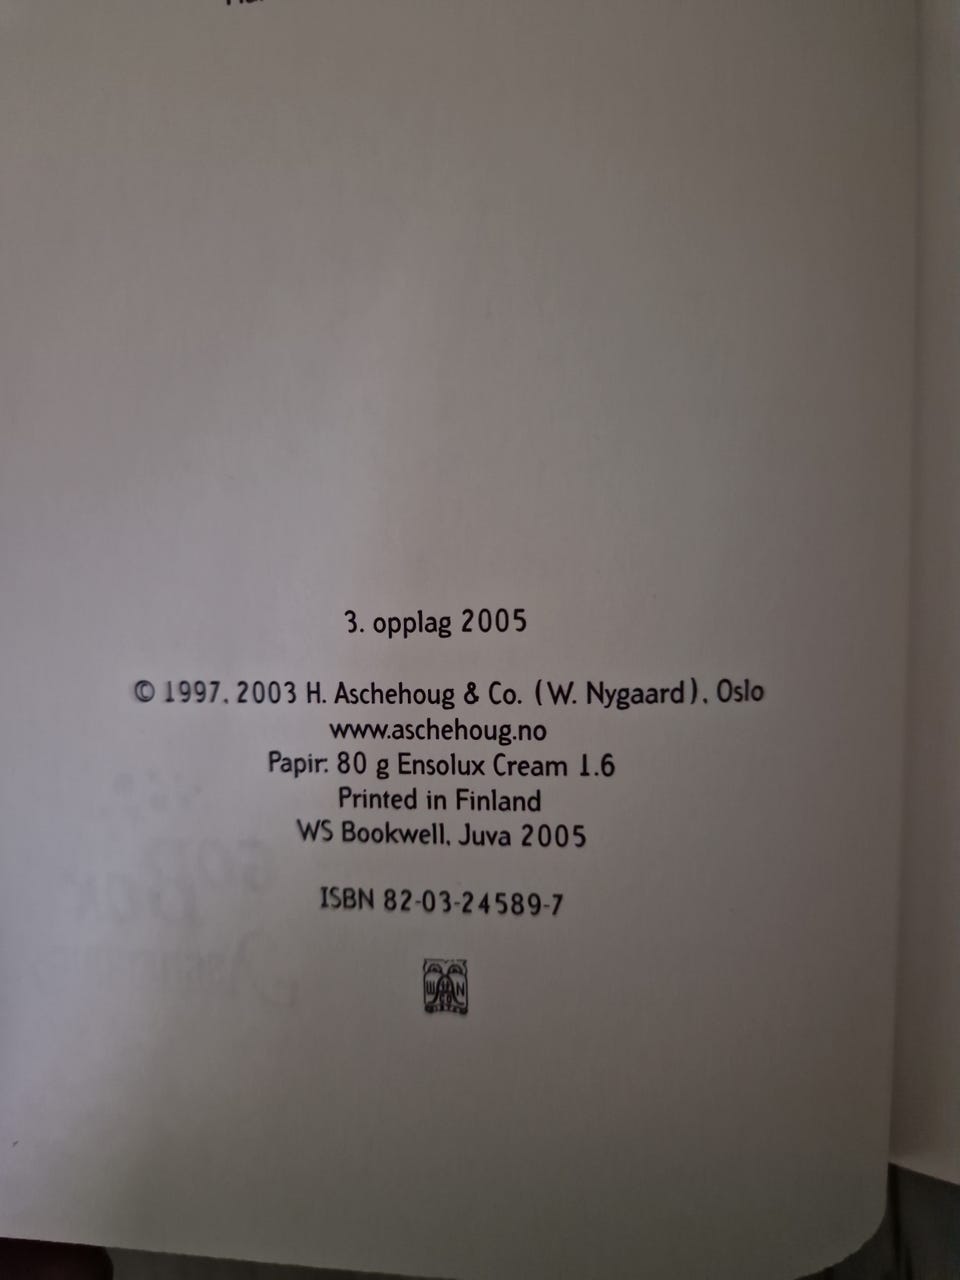 3. opplag 2005
© 1997, 2003 H. Aschehoug & Co. (W. Nygaard), Oslo
www.aschehoug.no
Papir: 80 g Ensolux Cream 1.6
Printed in Finland
WS Bookwell, Juva 2005
ISBN 82-03-24589-7